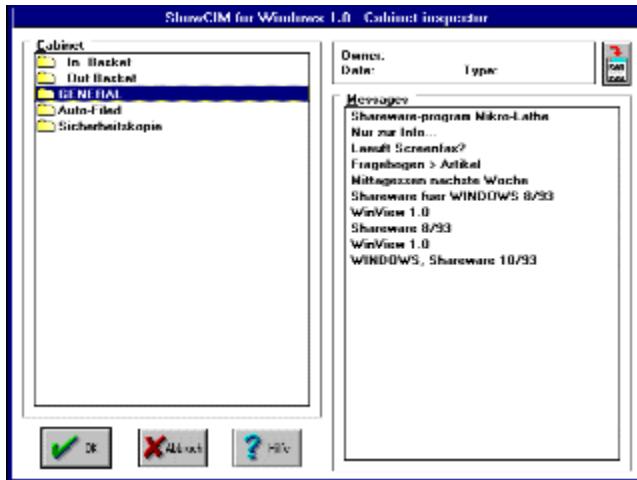 ShowCIM for Windows 1.0 Cabinet inspector
Cabinet
In Basket
Out Basket
GENERAL
Auto-Filed
Sicherheitskopie
Owner:
Date: Type:
Messages
Shareware-program Mikro-Lathe
Nur zur Info...
Laeuft Screenfax?
Fragebogen > Artikel
Mittagessen nachste Woche
Shareware fuer WINDOWS 8/93
WinView 1.0
Shareware 8/93
WinView 1.0
WINDOWS, Shareware 10/93
OK Abbruch Hilfe